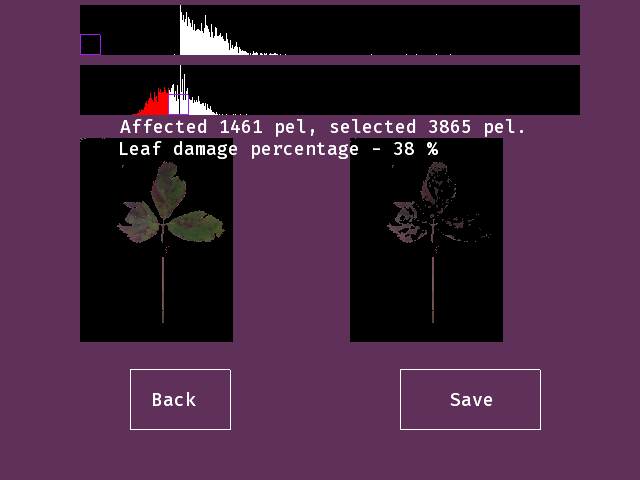 Affected 1461 pel, selected 3865 pel.
Leaf damage percentage - 38 %
Back
Save